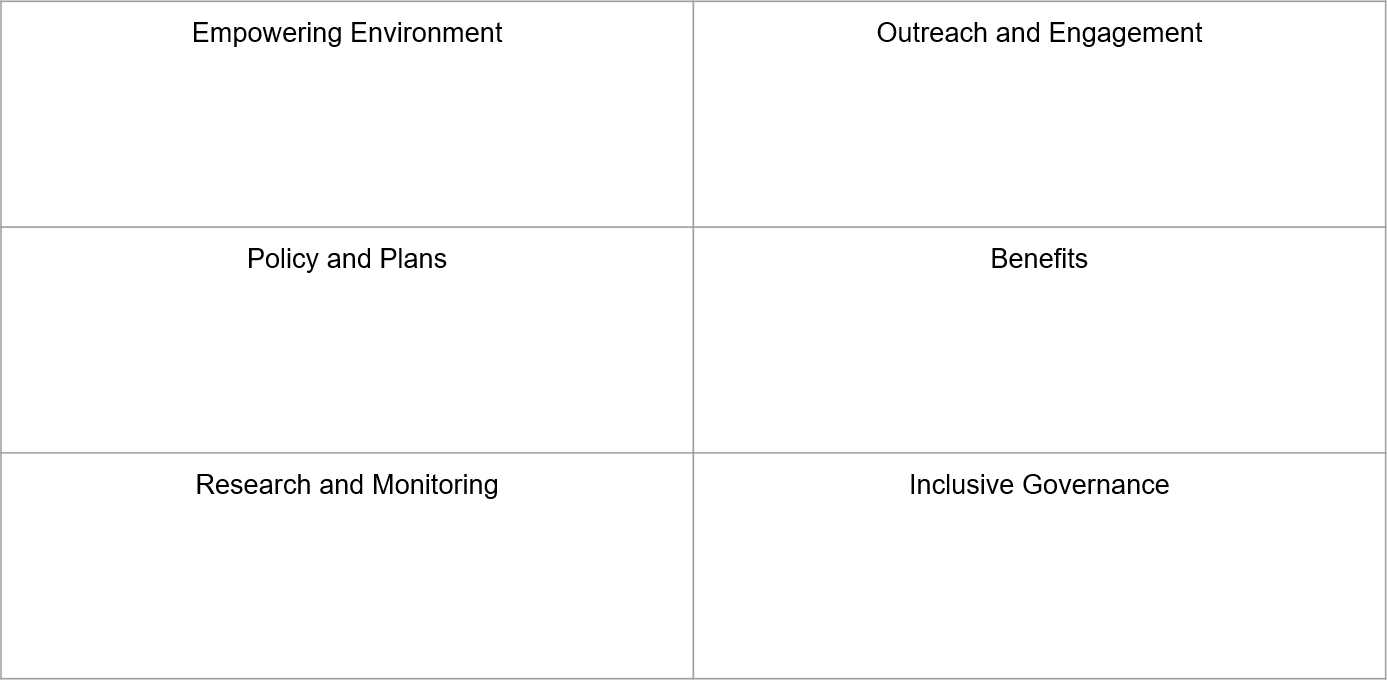 Empowering Environment
Outreach and Engagement
Policy and Plans
Benefits
Research and Monitoring
Inclusive Governance